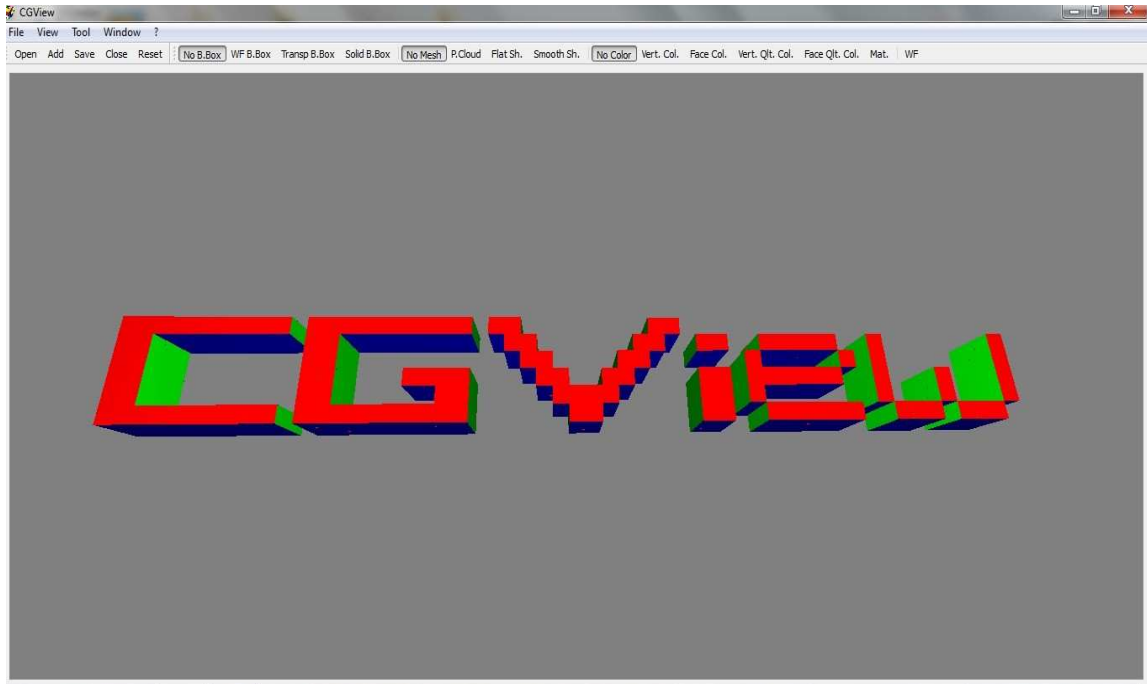 CGView
File View Tool Window ?
Open Add Save Close Reset No B.Box WF B.Box Transp B.Box Solid B.Box No Mesh P.Cloud Flat Sh. Smooth Sh. No Color Vert. Col. Face Col. Vert. Qlt. Col. Face Qlt. Col. Mat. WF
CGView